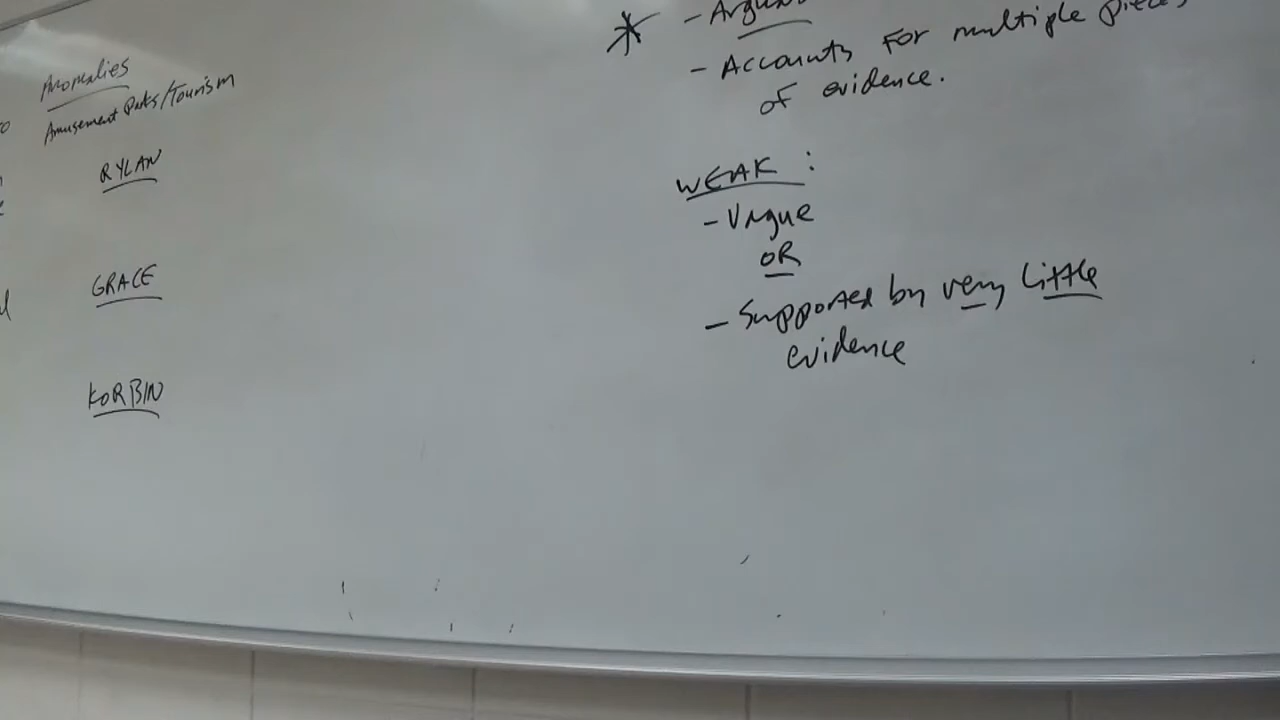 Anomalies
Amusement Parks/Tourism
RYLAN
GRACE
KORBIN
- Accounts for multiple pieces
of evidence.
WEAK :
- Vague
OR
- Supported by very little
evidence